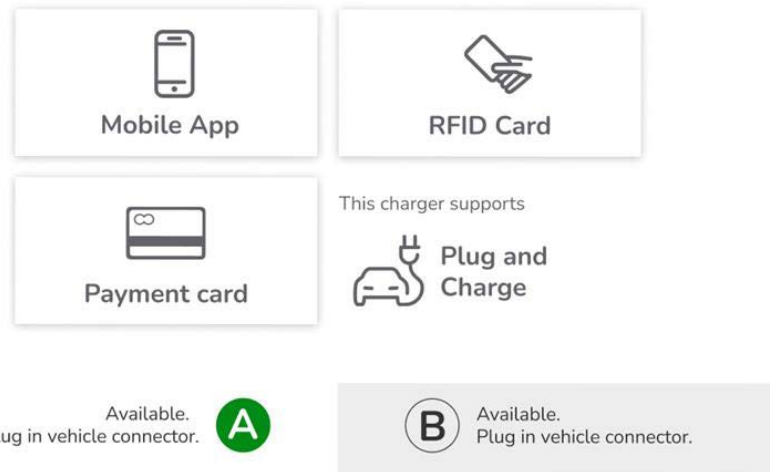 Mobile App
RFID Card
Payment card
This charger supports
Plug and
Charge
Available.
in vehicle connector.
A
B
Available.
Plug in vehicle connector.